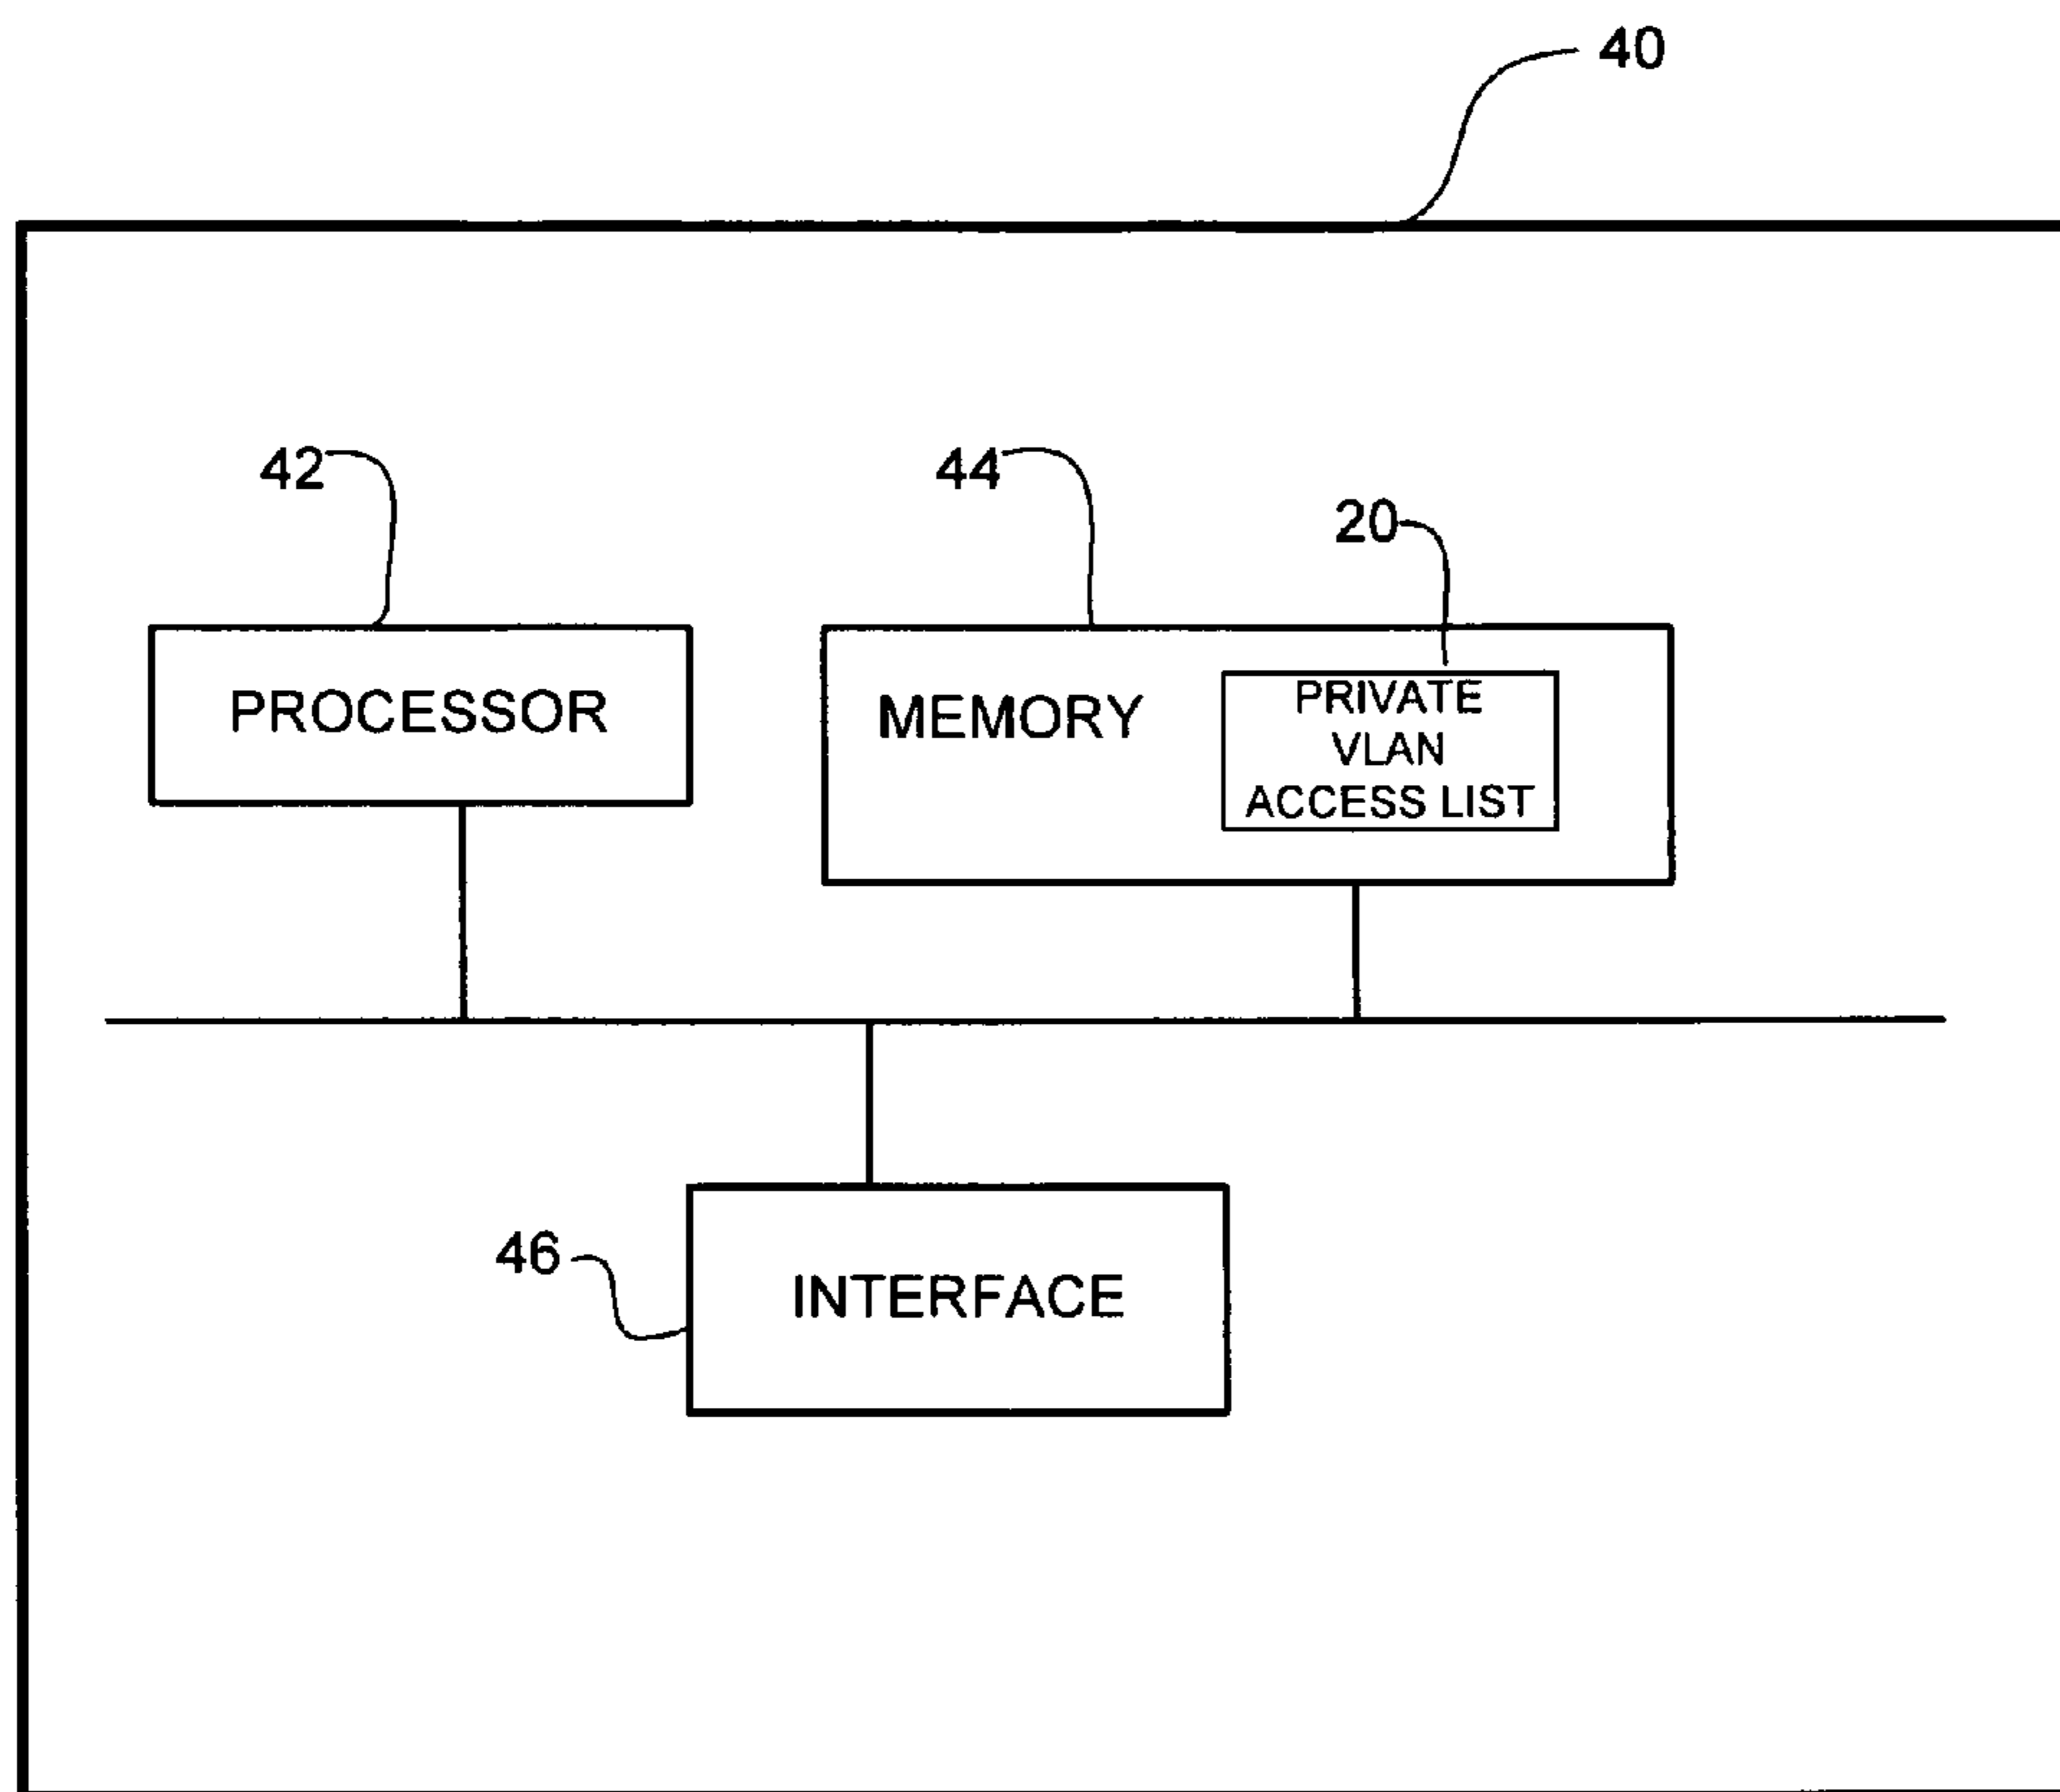 40
42
44
20
PROCESSOR
MEMORY
PRIVATE
VLAN
ACCESS LIST
46
INTERFACE